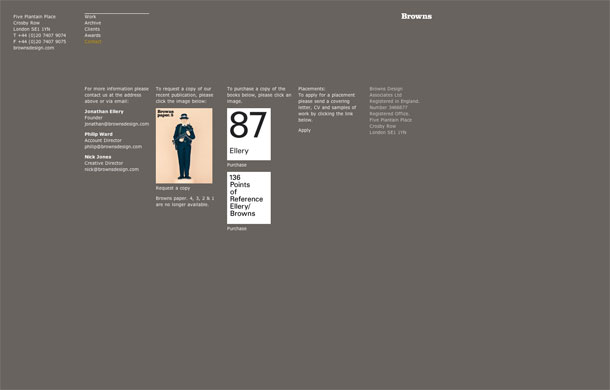 Five Plantain Place
Crosby Row
London SE1 1YN
T +44 (0)20 7407 9074
F +44 (0)20 7407 9075
brownsdesign.com
Work
Archive
Clients
Awards
Contact
Browns
For more information please
contact us at the address
above or via email:
Jonathan Ellery
Founder
jonathan@brownsdesign.com
Philip Ward
Account Director
philip@brownsdesign.com
Nick Jones
Creative Director
nick@brownsdesign.com
To request a copy of our
recent publication, please
click the image below:
Browns
paper. 5
Request a copy
Browns paper. 4, 3, 2 & 1
are no longer available.
To purchase a copy of the
books below, please click an
image.
87
Ellery
Purchase
136
Points
of
Reference
Ellery/
Browns
Purchase
Placements:
To apply for a placement
please send a covering
letter, CV and samples of
work by clicking the link
below.
Apply
Browns Design
Associates Ltd
Registered in England.
Number 3466877
Registered Office,
Five Plantain Place
Crosby Row
London SE1 1YN